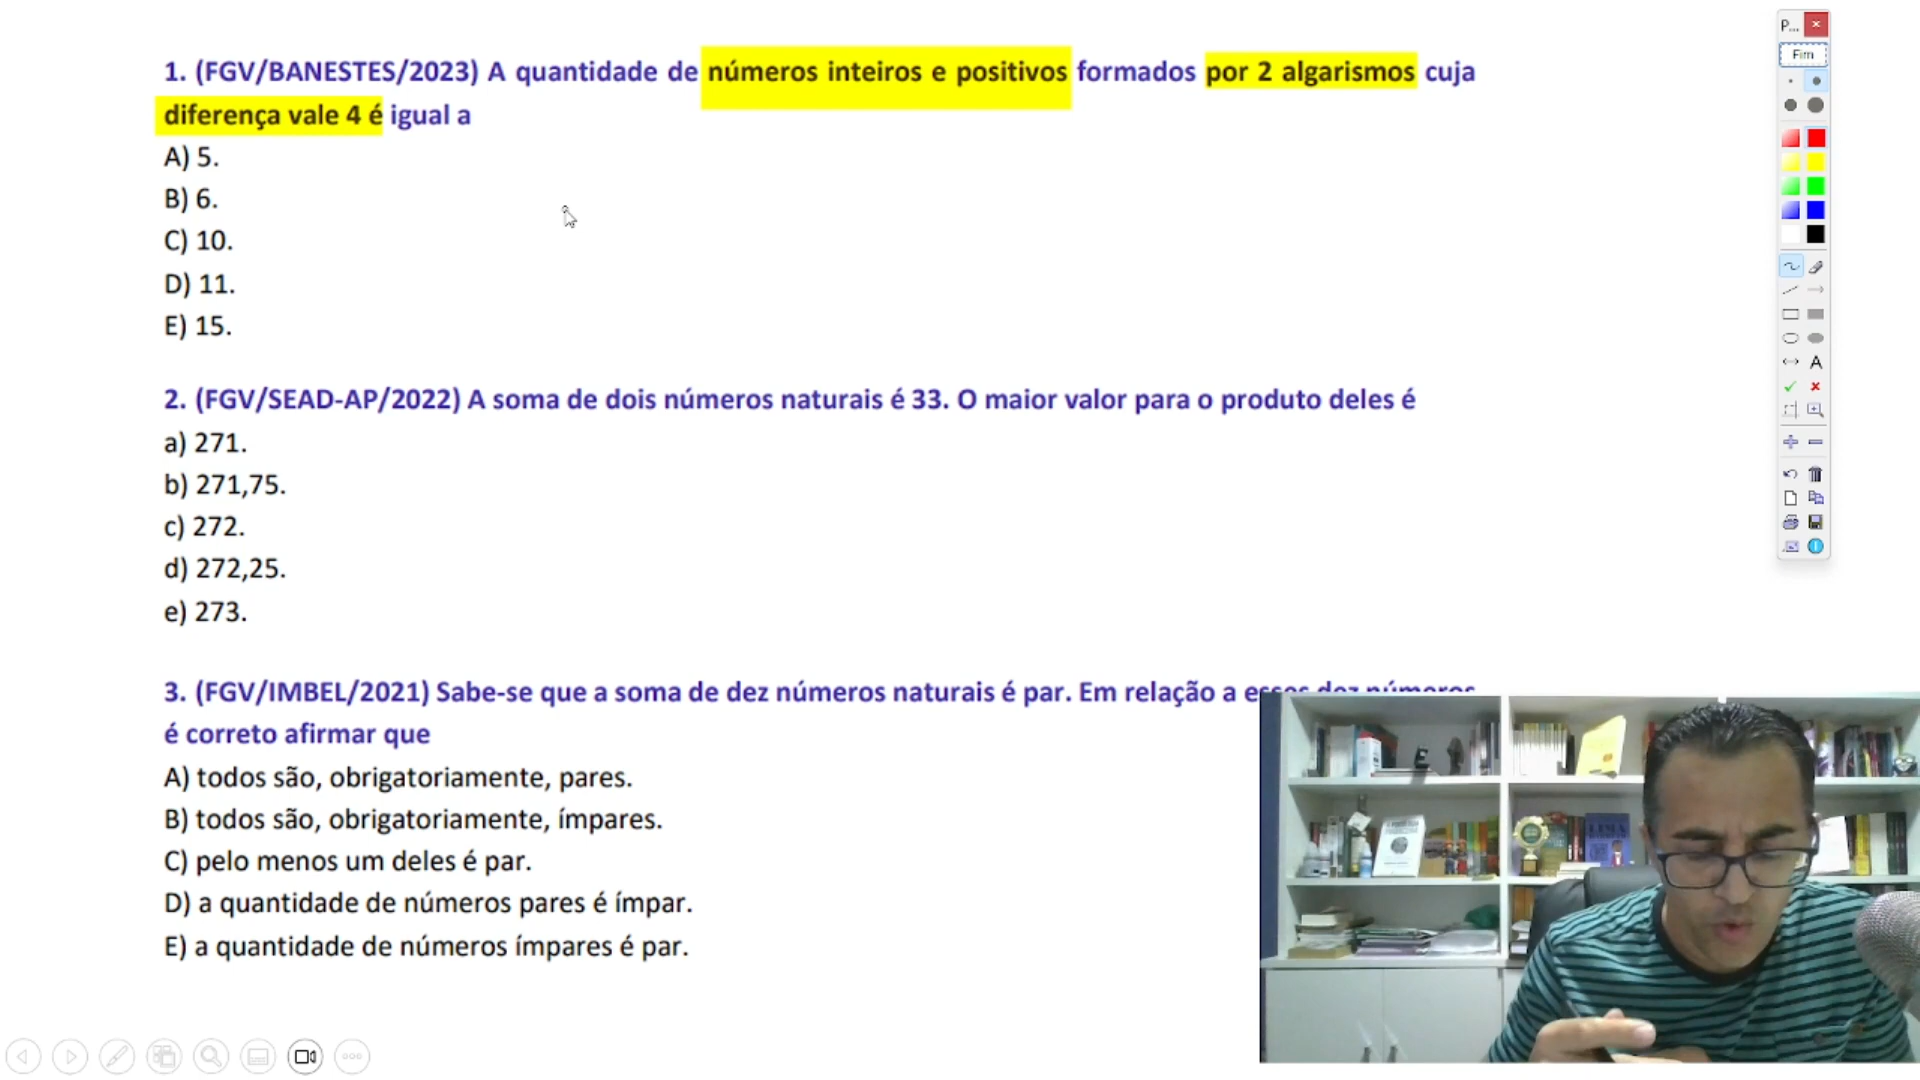 1. (FGV/BANESTES/2023) A quantidade de números inteiros e positivos formados por 2 algarismos cuja
diferença vale 4 é igual a
A) 5.
B) 6.
C) 10.
D) 11.
E) 15.
2. (FGV/SEAD-AP/2022) A soma de dois números naturais é 33. O maior valor para o produto deles é
a) 271.
b) 271,75.
c) 272.
d) 272,25.
e) 273.
3. (FGV/IMBEL/2021) Sabe-se que a soma de dez números naturais é par. Em relação a esses dez números
é correto afirmar que
A) todos são, obrigatoriamente, pares.
B) todos são, obrigatoriamente, ímpares.
C) pelo menos um deles é par.
D) a quantidade de números pares é ímpar.
E) a quantidade de números ímpares é par.
P...
Fim
A